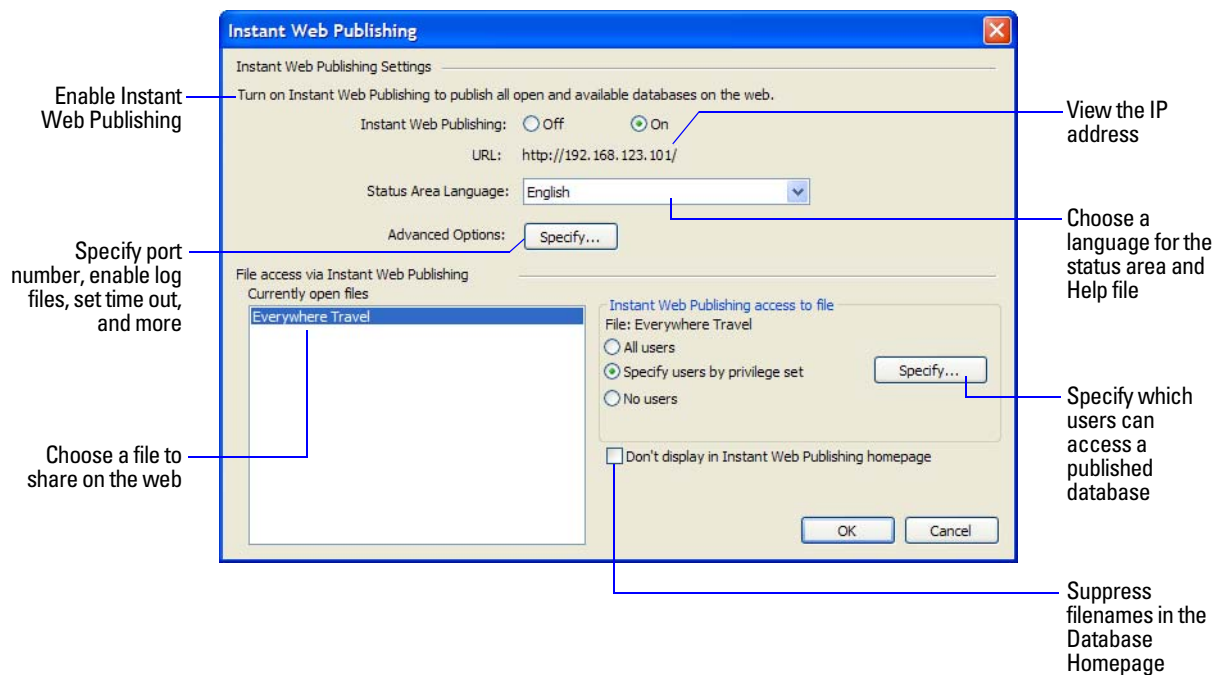 Instant Web Publishing
Instant Web Publishing Settings
Enable Instant
Web Publishing
Turn on Instant Web Publishing to publish all open and available databases on the web.
View the IP
address
Instant Web Publishing: Off On
URL: http://192.168.123.101/
Status Area Language: English
Choose a
language for the
status area and
Help file
Advanced Options: Specify...
Specify port
number, enable log
files, set time out,
and more
File access via Instant Web Publishing
Currently open files
Everywhere Travel
Instant Web Publishing access to file
File: Everywhere Travel
All users
Specify users by privilege set Specify...
No users
Specify which
users can
access a
published
database
Choose a file to
share on the web
Don't display in Instant Web Publishing homepage
OK Cancel
Suppress
filenames in the
Database
Homepage